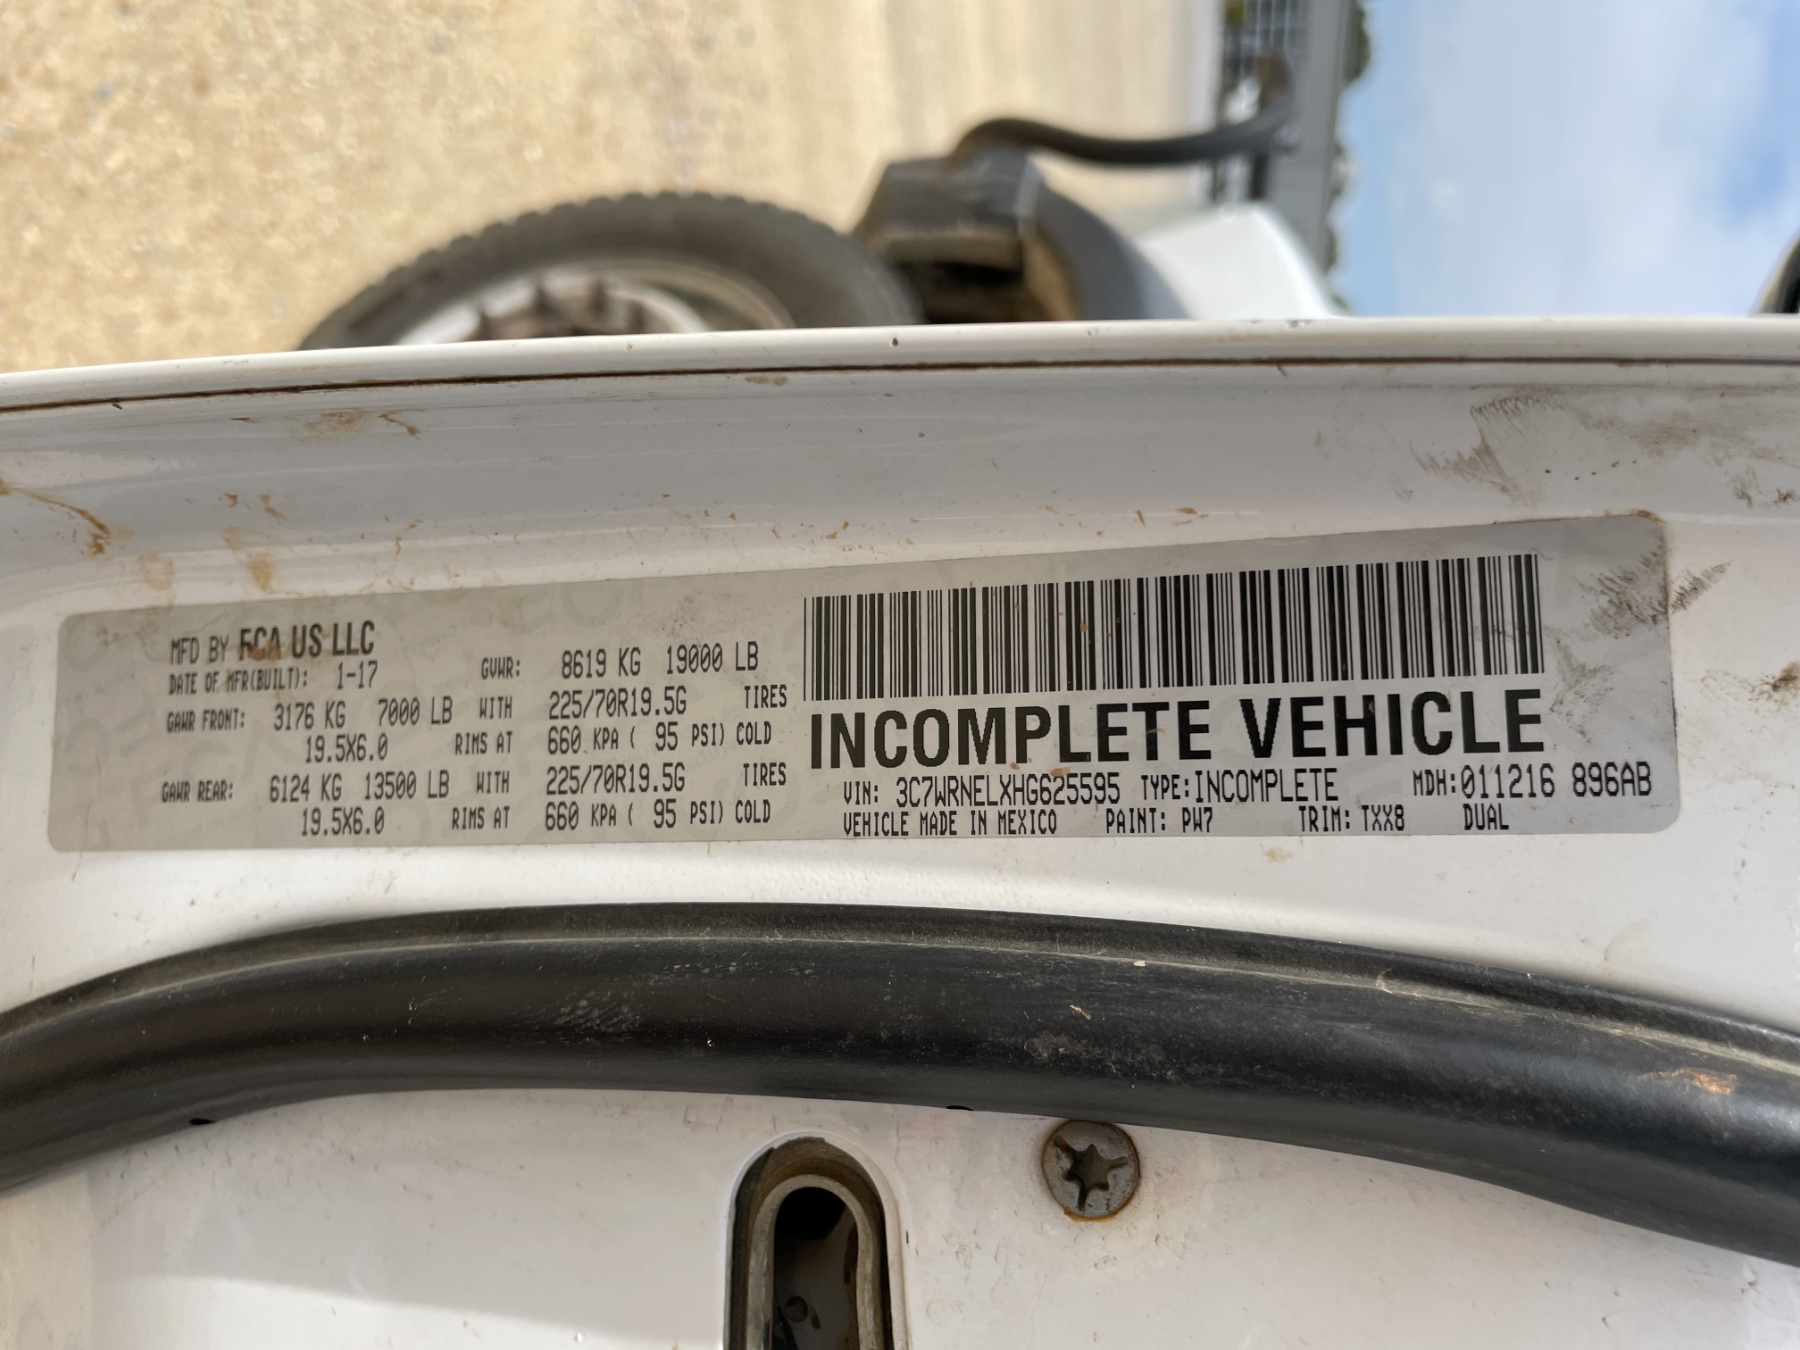 MFD BY FCA US LLC
DATE OF MFR(BUILT): 1-17 GVWR: 8619 KG 19000 LB
GAWR FRONT: 3176 KG 7000 LB WITH 225/70R19.5G TIRES
19.5X6.0 RIMS AT 660 KPA ( 95 PSI) COLD
GAWR REAR: 6124 KG 13500 LB WITH 225/70R19.5G TIRES
19.5X6.0 RIMS AT 660 KPA ( 95 PSI) COLD
INCOMPLETE VEHICLE
VIN: 3C7WRNELXHG625595 TYPE:INCOMPLETE MDH:011216 896AB
VEHICLE MADE IN MEXICO PAINT: PW7 TRIM: TXX8 DUAL